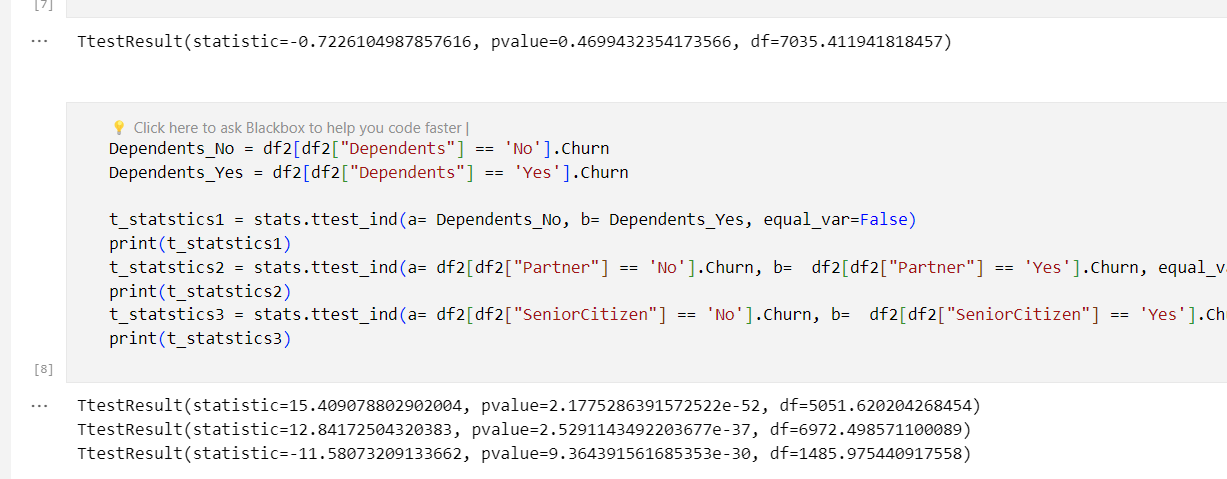 [7]
... TtestResult(statistic=-0.7226104987857616, pvalue=0.4699432354173566, df=7035.411941818457)
💡 Click here to ask Blackbox to help you code faster |
Dependents_No = df2[df2["Dependents"] == 'No'].Churn
Dependents_Yes = df2[df2["Dependents"] == 'Yes'].Churn
t_statstics1 = stats.ttest_ind(a= Dependents_No, b= Dependents_Yes, equal_var=False)
print(t_statstics1)
t_statstics2 = stats.ttest_ind(a= df2[df2["Partner"] == 'No'].Churn, b=  df2[df2["Partner"] == 'Yes'].Churn, equal_v
print(t_statstics2)
t_statstics3 = stats.ttest_ind(a= df2[df2["SeniorCitizen"] == 'No'].Churn, b=  df2[df2["SeniorCitizen"] == 'Yes'].Ch
print(t_statstics3)
[8]
... TtestResult(statistic=15.409078802902004, pvalue=2.1775286391572522e-52, df=5051.620204268454)
TtestResult(statistic=12.84172504320383, pvalue=2.5291143492203677e-37, df=6972.498571100089)
TtestResult(statistic=-11.58073209133662, pvalue=9.364391561685353e-30, df=1485.975440917558)